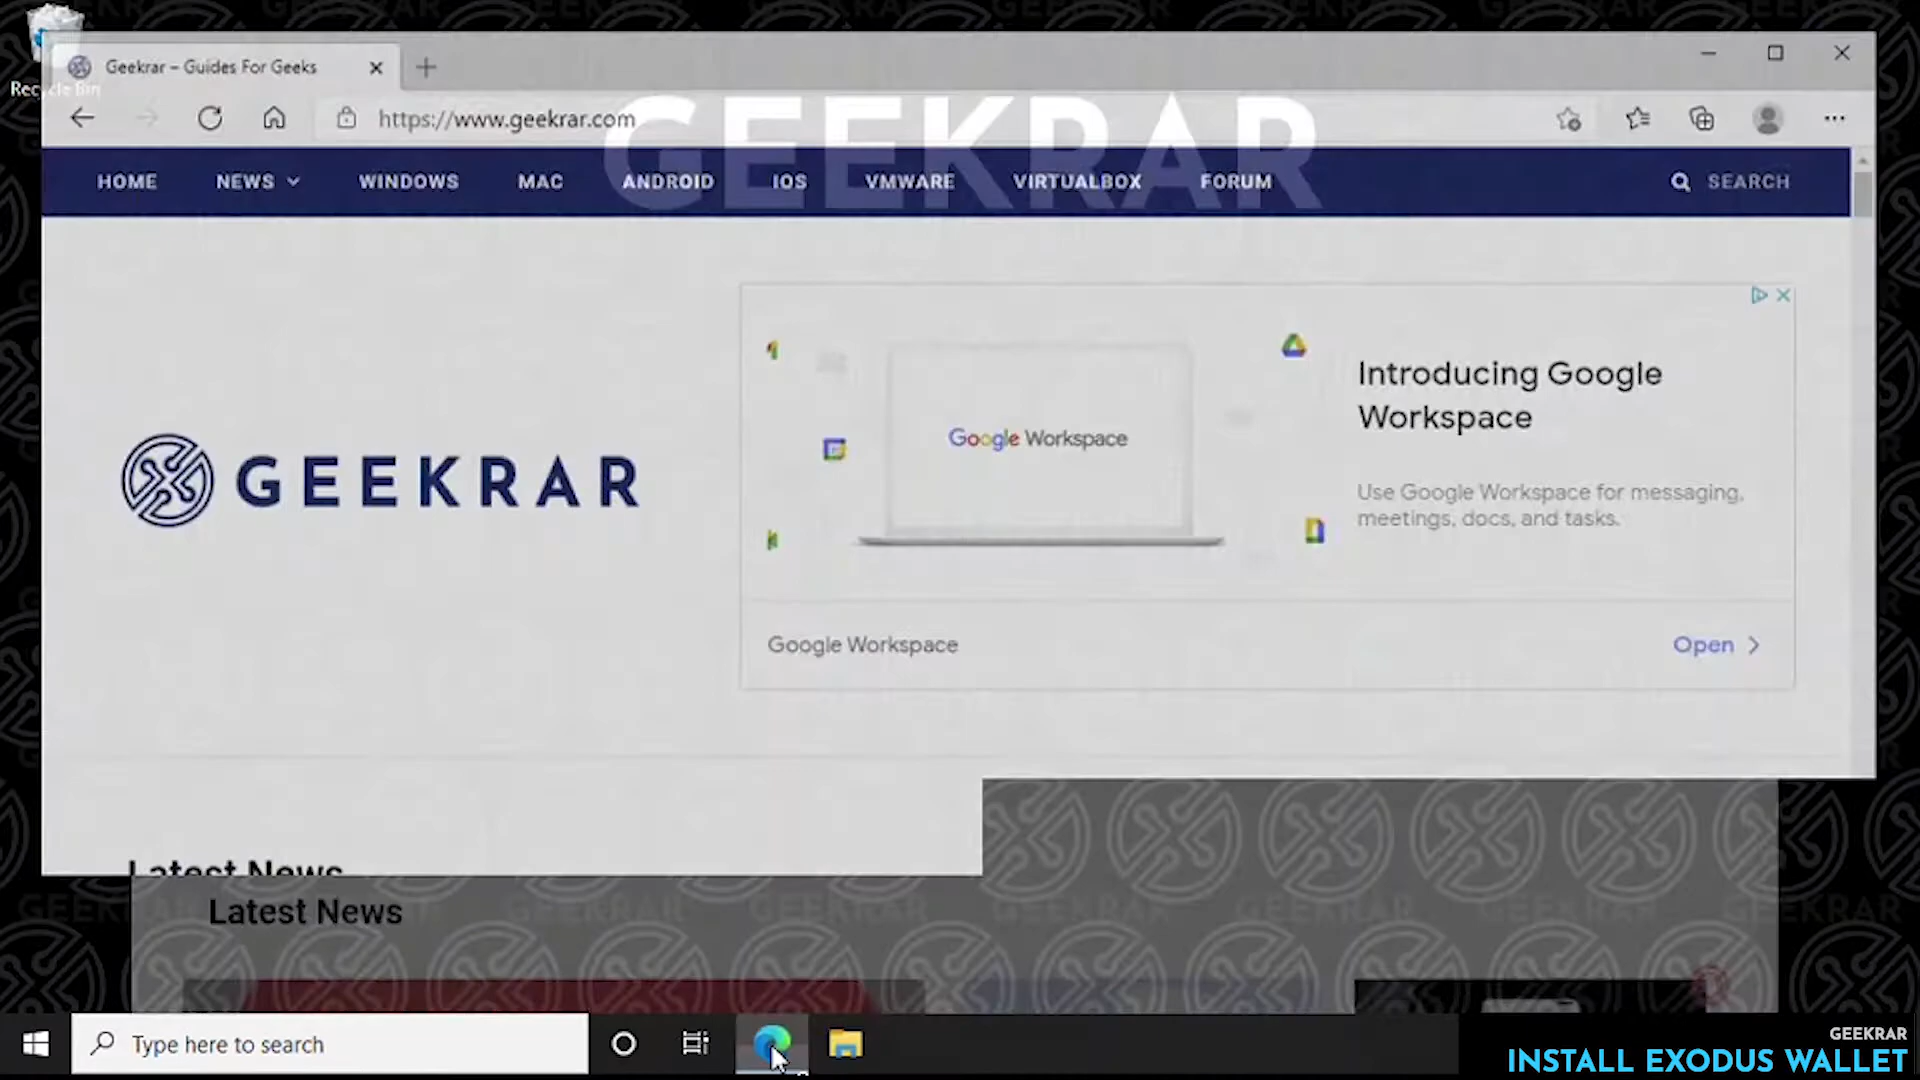 Recycle Bin
Geekrar – Guides For Geeks
https://www.geekrar.com
GEEKRAR
HOME NEWS WINDOWS MAC ANDROID IOS VMWARE VIRTUALBOX FORUM SEARCH
GEEKRAR
Google Workspace
Introducing Google
Workspace
Use Google Workspace for messaging,
meetings, docs, and tasks.
Google Workspace
Open
Latest News
Latest News
Type here to search
GEEKRAR
INSTALL EXODUS WALLET